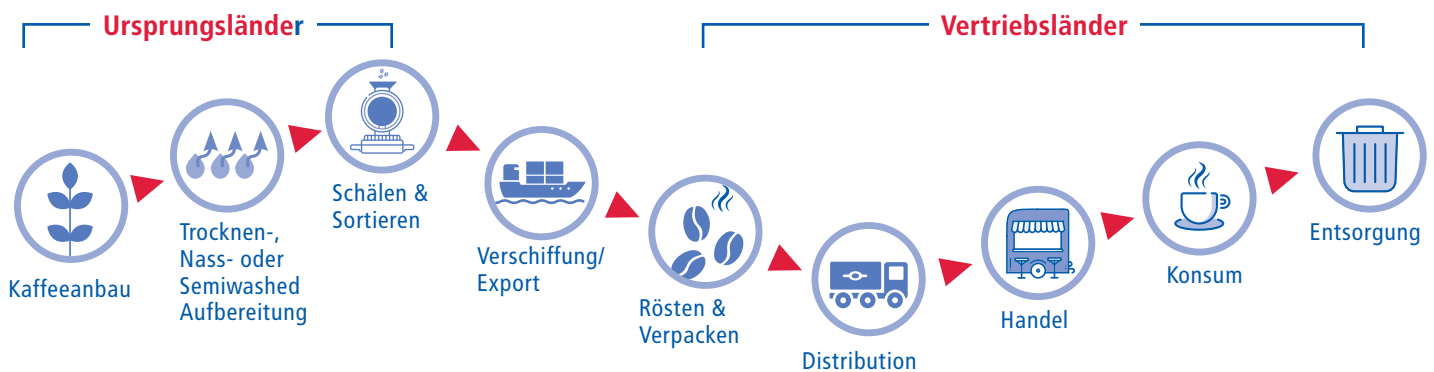 Ursprungsländer
Vertriebsländer
Kaffeeanbau
Trocknen-,
Nass- oder
Semiwashed
Aufbereitung
Schälen &
Sortieren
Verschiffung/
Export
Rösten &
Verpacken
Distribution
Handel
Konsum
Entsorgung